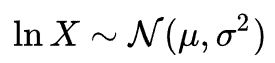 ln X ∼ 𝒩(μ, σ²)